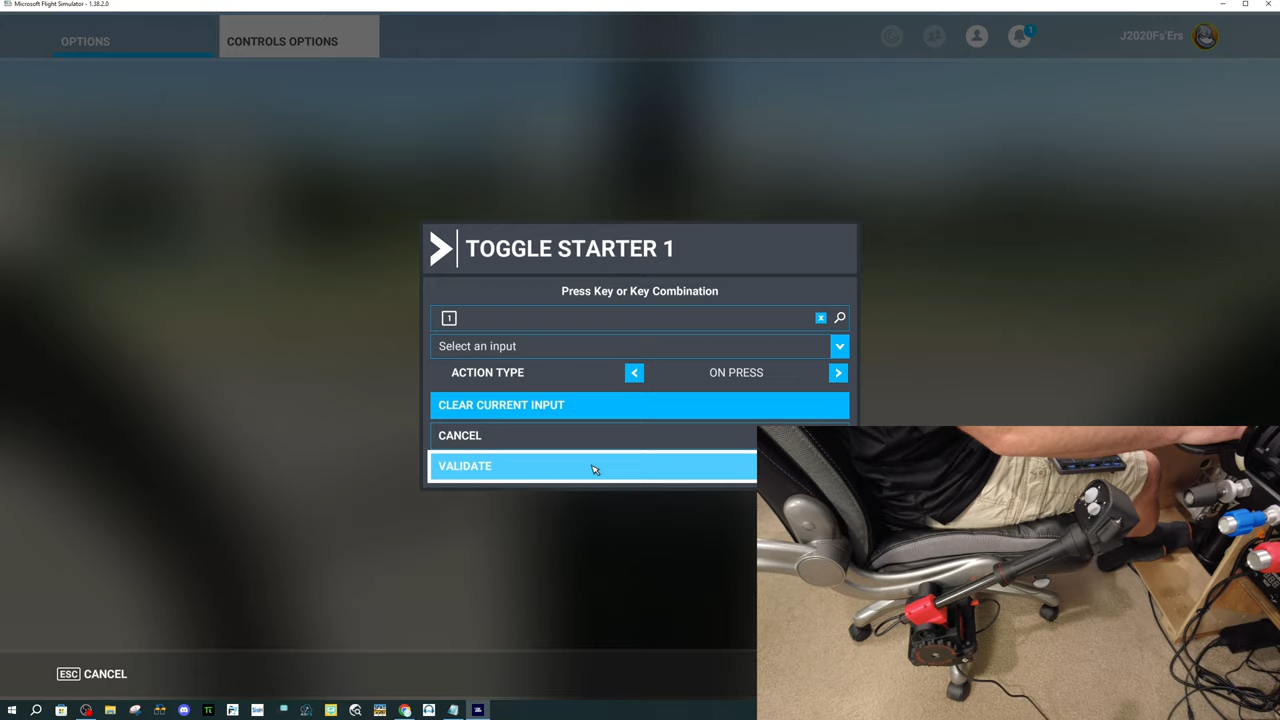 Microsoft Flight Simulator - 1.38.2.0
OPTIONS
CONTROLS OPTIONS
1
J2020Fs'Ers
TOGGLE STARTER 1
Press Key or Key Combination
1
x
Select an input
ACTION TYPE
ON PRESS
CLEAR CURRENT INPUT
CANCEL
VALIDATE
ESC CANCEL